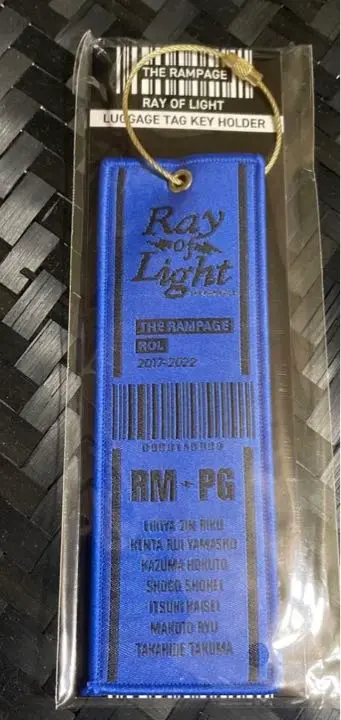 THE RAMPAGE
RAY OF LIGHT
LUGGAGE TAG KEY HOLDER
Ray
of
Light
THE RAMPAGE
ROL
2017-2022
RM PG
LIKIYA JIN RIKU
KENTA RUI YAMASHO
KAZUMA HOKUTO
SHOGO SHOHEI
ITSUKI KAISEI
MAKOTO RYU
TAKAHIDE TAKUMA